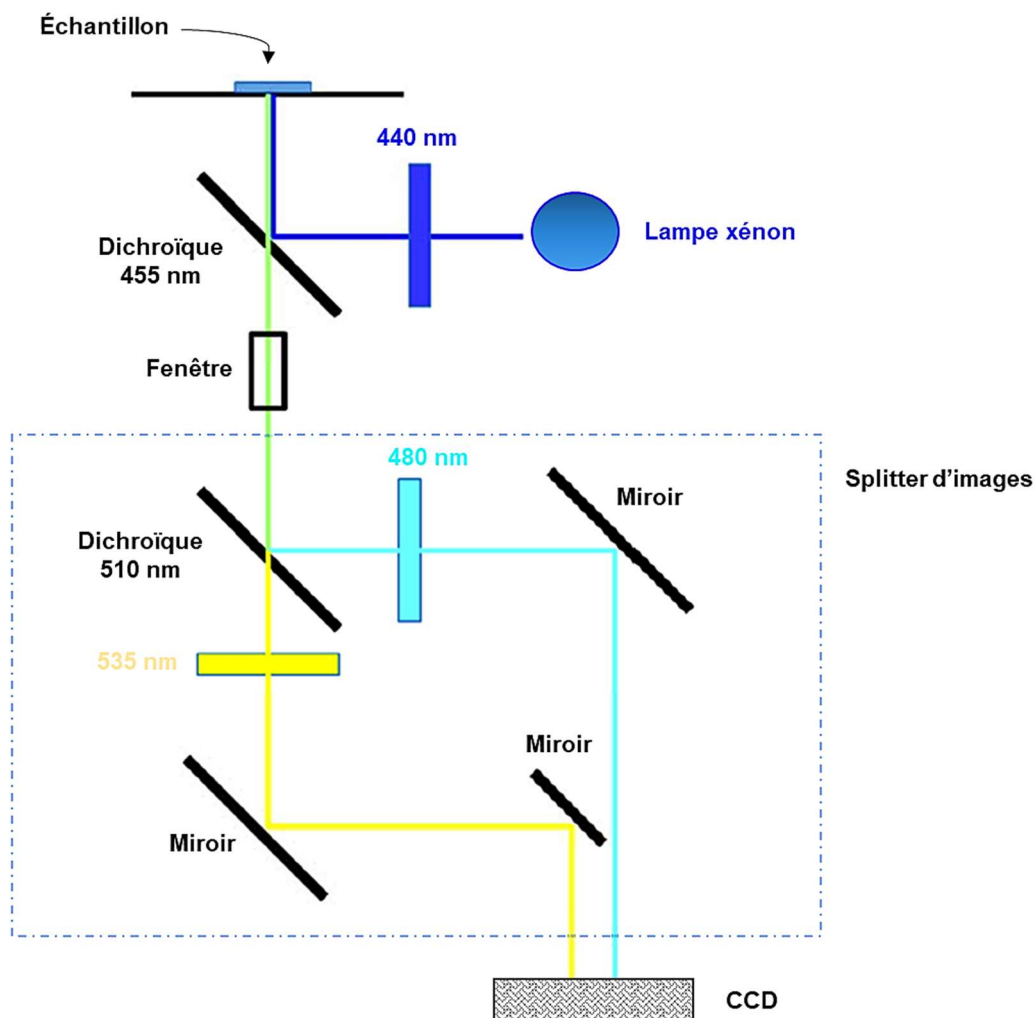 Échantillon
440 nm
Lampe xénon
Dichroïque
455 nm
Fenêtre
480 nm
Miroir
Splitter d'images
Dichroïque
510 nm
535 nm
Miroir
Miroir
CCD